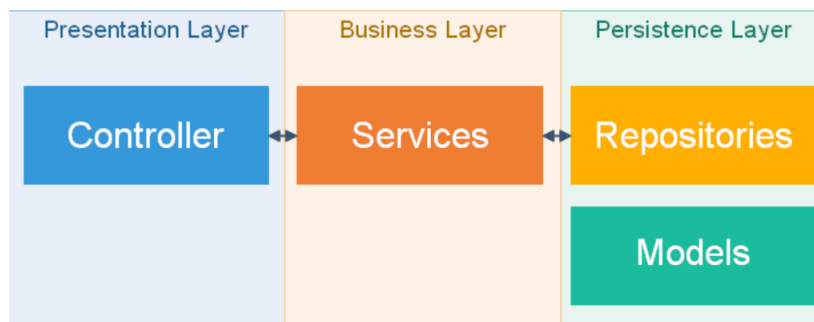 Presentation Layer
Business Layer
Persistence Layer
Controller
Services
Repositories
Models